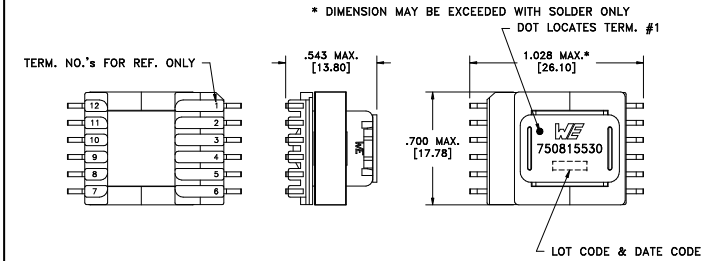 * DIMENSION MAY BE EXCEEDED WITH SOLDER ONLY
DOT LOCATES TERM. #1
TERM. NO.'s FOR REF. ONLY
.543 MAX.
[13.80]
1.028 MAX.*
[26.10]
12 1
11 2
10 3
9 4
8 5
7 6
WE
.700 MAX.
[17.78]
WE
750815530
LOT CODE & DATE CODE